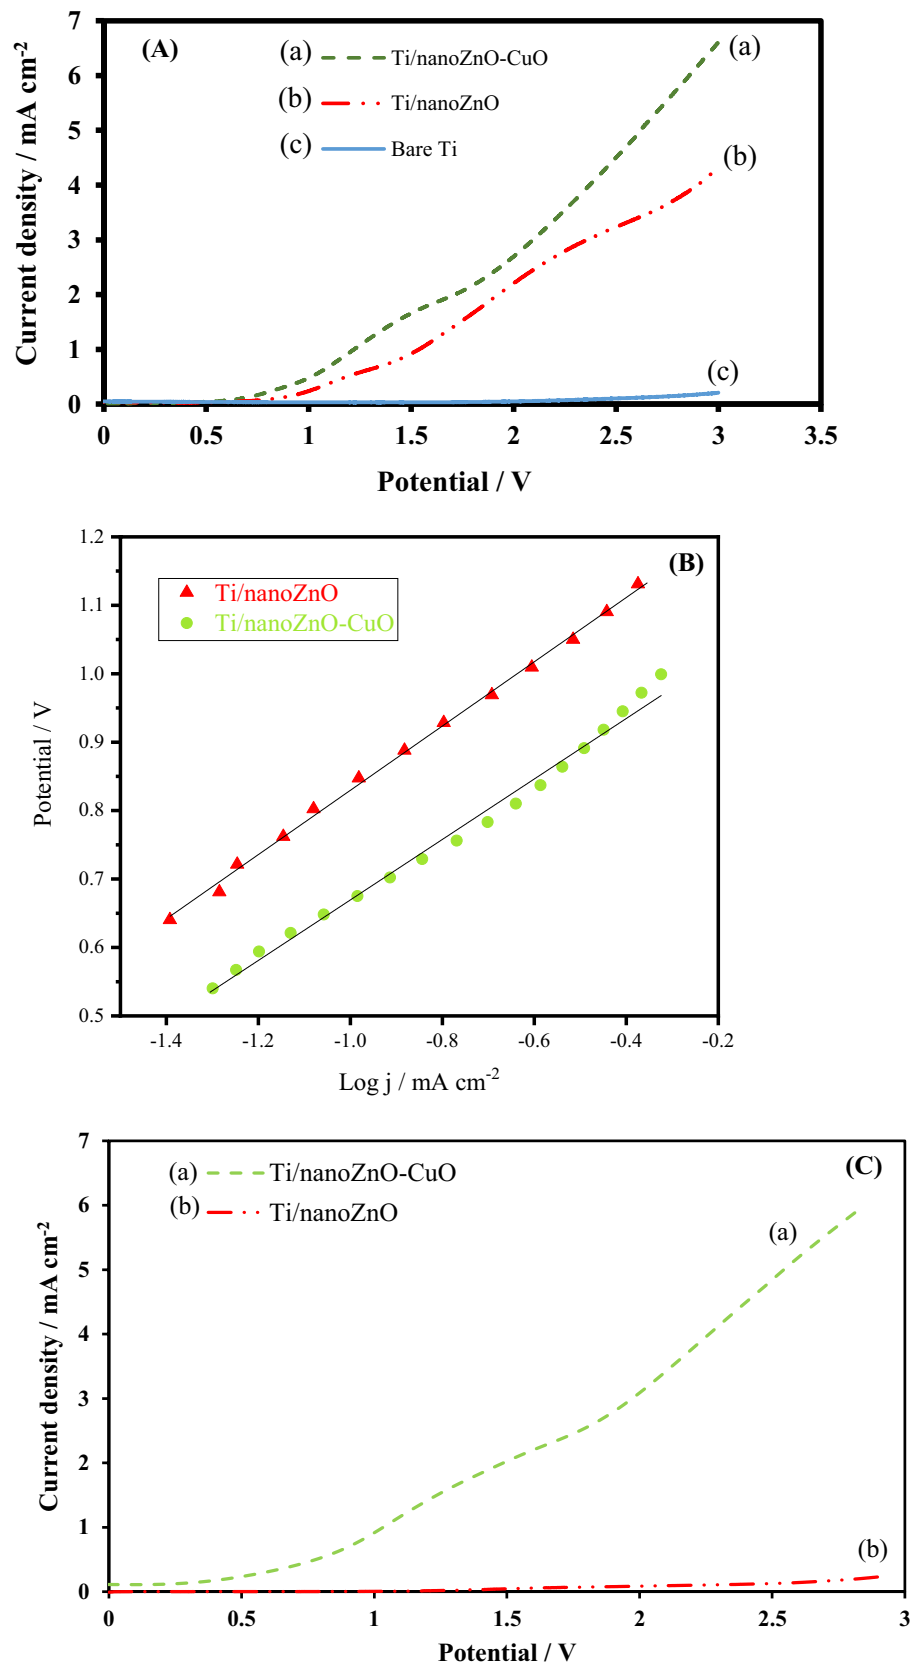 (A)
(a) Ti/nanoZnO-CuO
(b) Ti/nanoZnO
(c) Bare Ti
(a)
(b)
(c)
Current density / mA cm-2
7
6
5
4
3
2
1
0
0 0.5 1 1.5 2 2.5 3 3.5
Potential / V
(B)
Ti/nanoZnO
Ti/nanoZnO-CuO
Potential / V
1.2
1.1
1.0
0.9
0.8
0.7
0.6
0.5
-1.4 -1.2 -1.0 -0.8 -0.6 -0.4 -0.2
Log j / mA cm-2
(C)
(a) Ti/nanoZnO-CuO
(b) Ti/nanoZnO
(a)
(b)
Current density / mA cm-2
7
6
5
4
3
2
1
0
0 0.5 1 1.5 2 2.5 3
Potential / V